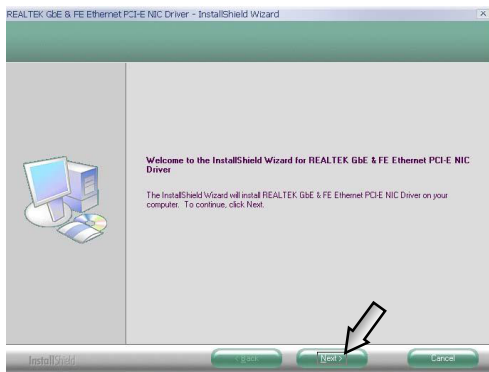 REALTEK GbE & FE Ethernet PCI-E NIC Driver - InstallShield Wizard
Welcome to the InstallShield Wizard for REALTEK GbE & FE Ethernet PCI-E NIC
Driver
The InstallShield Wizard will install REALTEK GbE & FE Ethernet PCI-E NIC Driver on your
computer. To continue, click Next.
InstallShield
< Back
Next >
Cancel